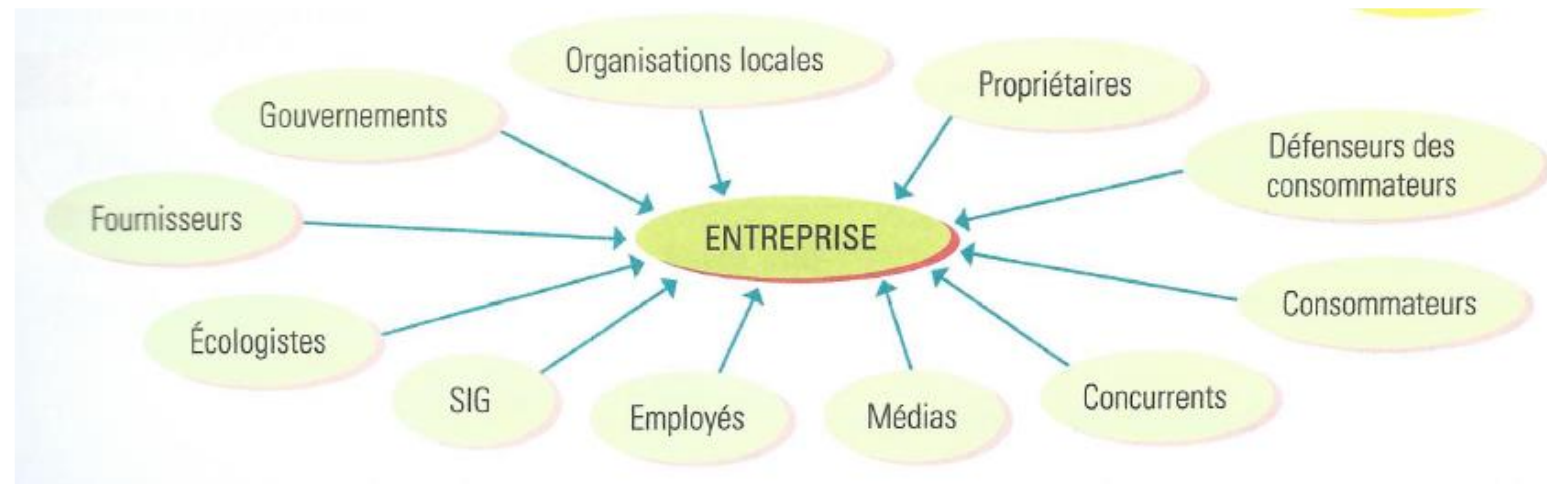 Organisations locales
Propriétaires
Gouvernements
Défenseurs des
consommateurs
Fournisseurs
ENTREPRISE
Consommateurs
Écologistes
SIG
Employés
Médias
Concurrents